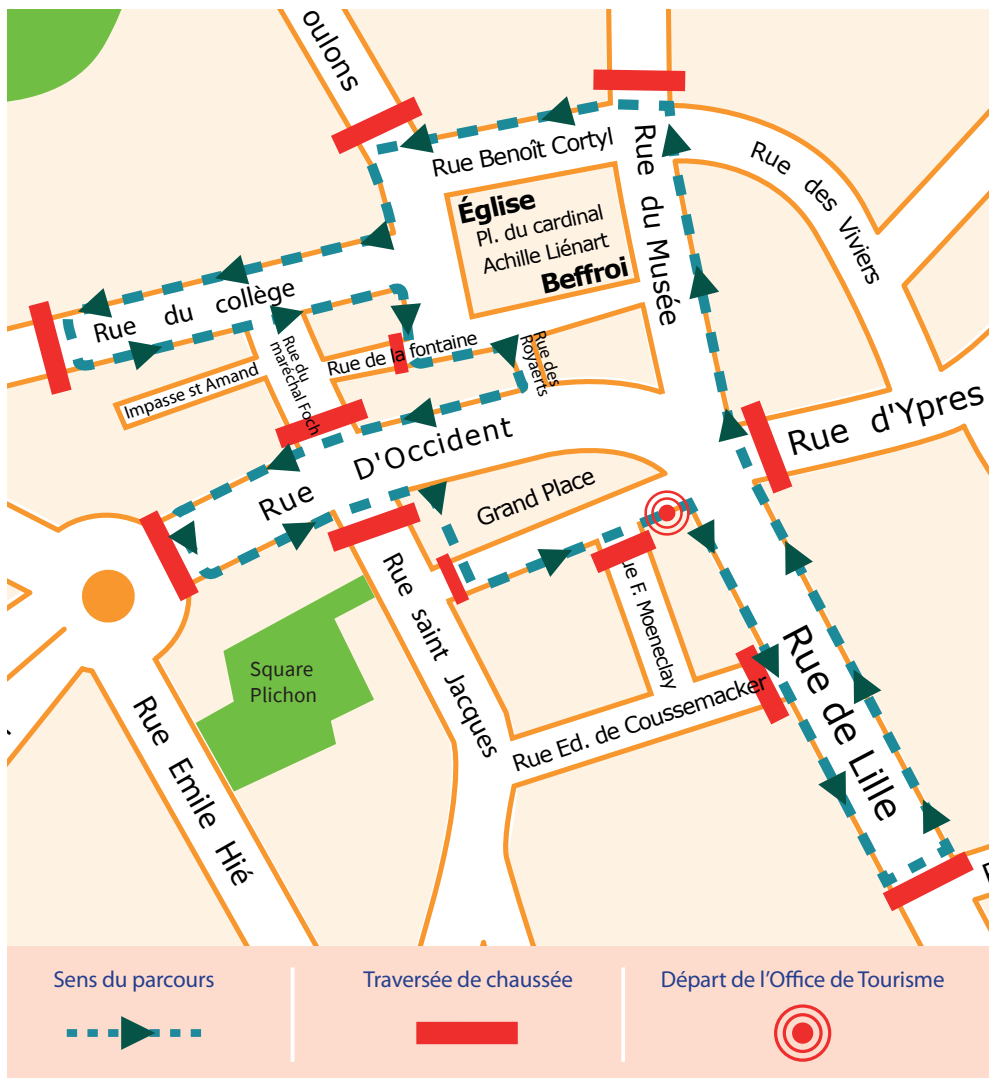 oulons
Rue Benoît Cortyl
Rue du Musée
Rue des Viviers
Église
Pl. du cardinal
Achille Liénart
Beffroi
Rue du collège
Rue du
maréchal Foch
Rue de la fontaine
Rue des
Royaerts
Impasse st Amand
Rue D'Occident
Rue d'Ypres
Grand Place
Rue saint Jacques
ue F. Moeneclay
Square
Plichon
Rue Ed. de Coussemacker
Rue de Lille
Rue Emile Hié
Sens du parcours
Traversée de chaussée
Départ de l'Office de Tourisme